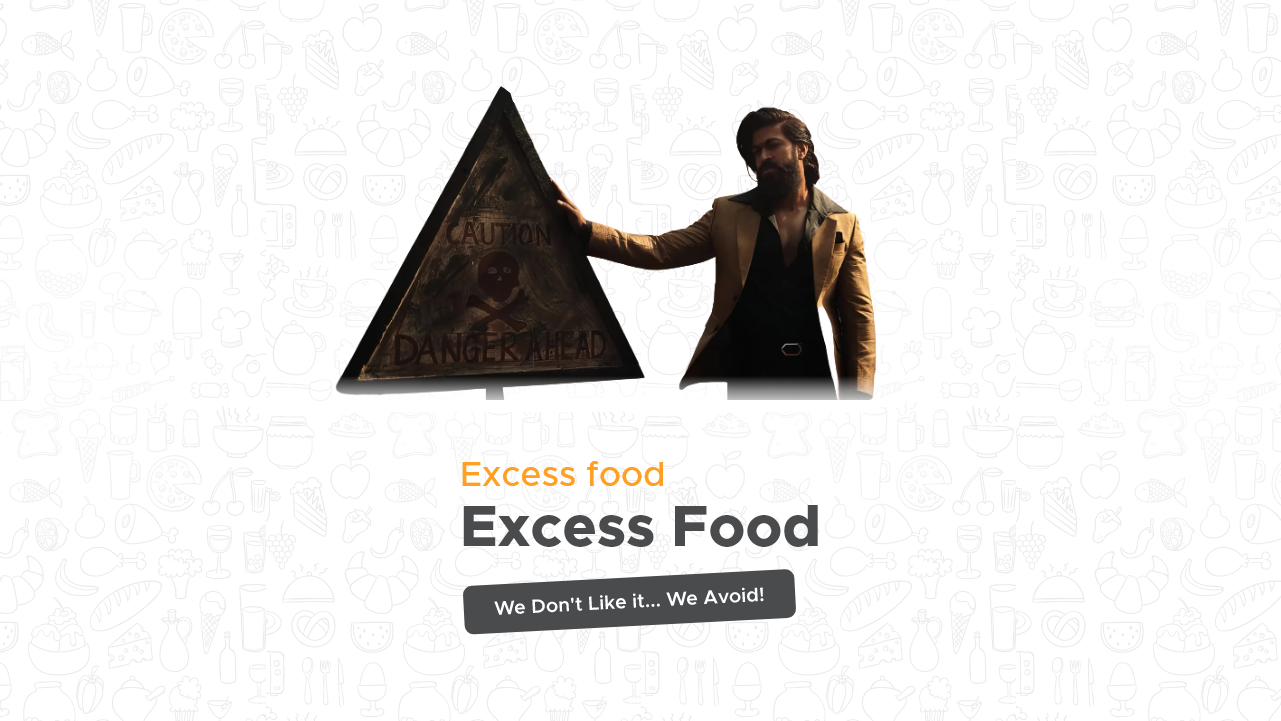 CAUTION
DANGER AHEAD
Excess food
Excess Food
We Don't Like it... We Avoid!